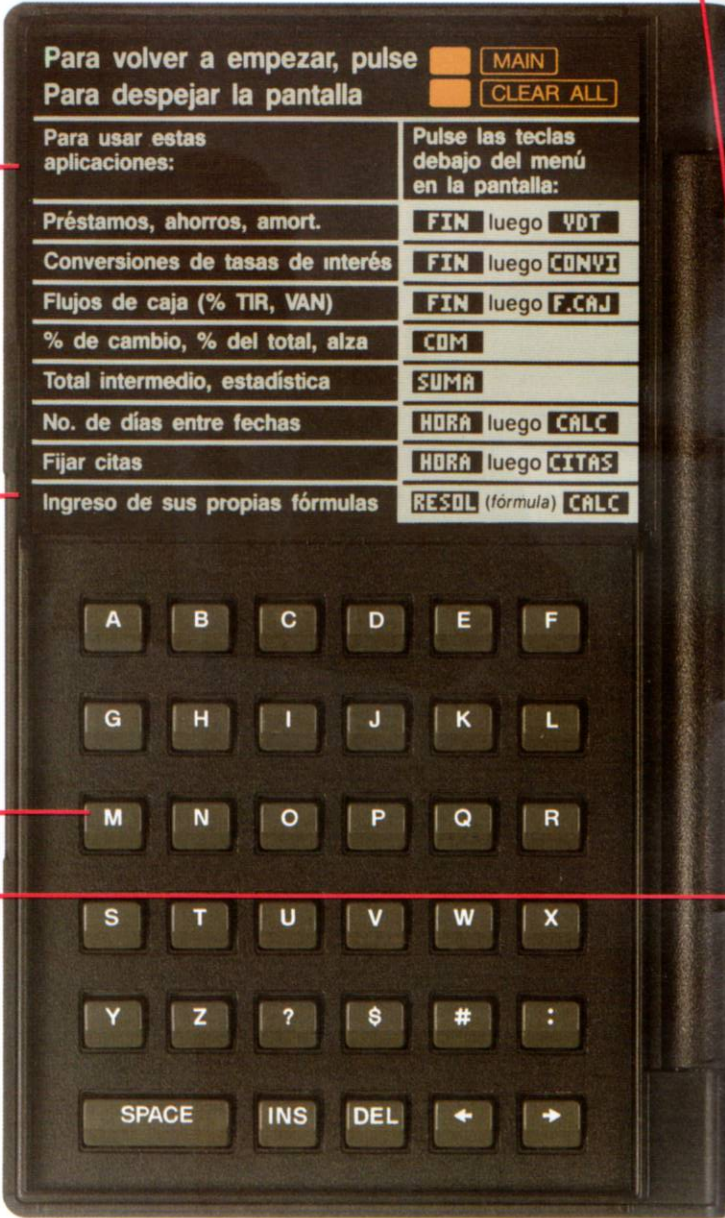 Para volver a empezar, pulse MAIN
Para despejar la pantalla CLEAR ALL
Para usar estas
aplicaciones:
Pulse las teclas
debajo del menú
en la pantalla:
Préstamos, ahorros, amort. FIN luego VDT
Conversiones de tasas de interés FIN luego CONVI
Flujos de caja (% TIR, VAN) FIN luego F.CAJ
% de cambio, % del total, alza COM
Total intermedio, estadística SUMA
No. de días entre fechas HORA luego CALC
Fijar citas HORA luego CITAS
Ingreso de sus propias fórmulas RESOL (fórmula) CALC
A B C D E F
G H I J K L
M N O P Q R
S T U V W X
Y Z ? $ # :
SPACE INS DEL ← →